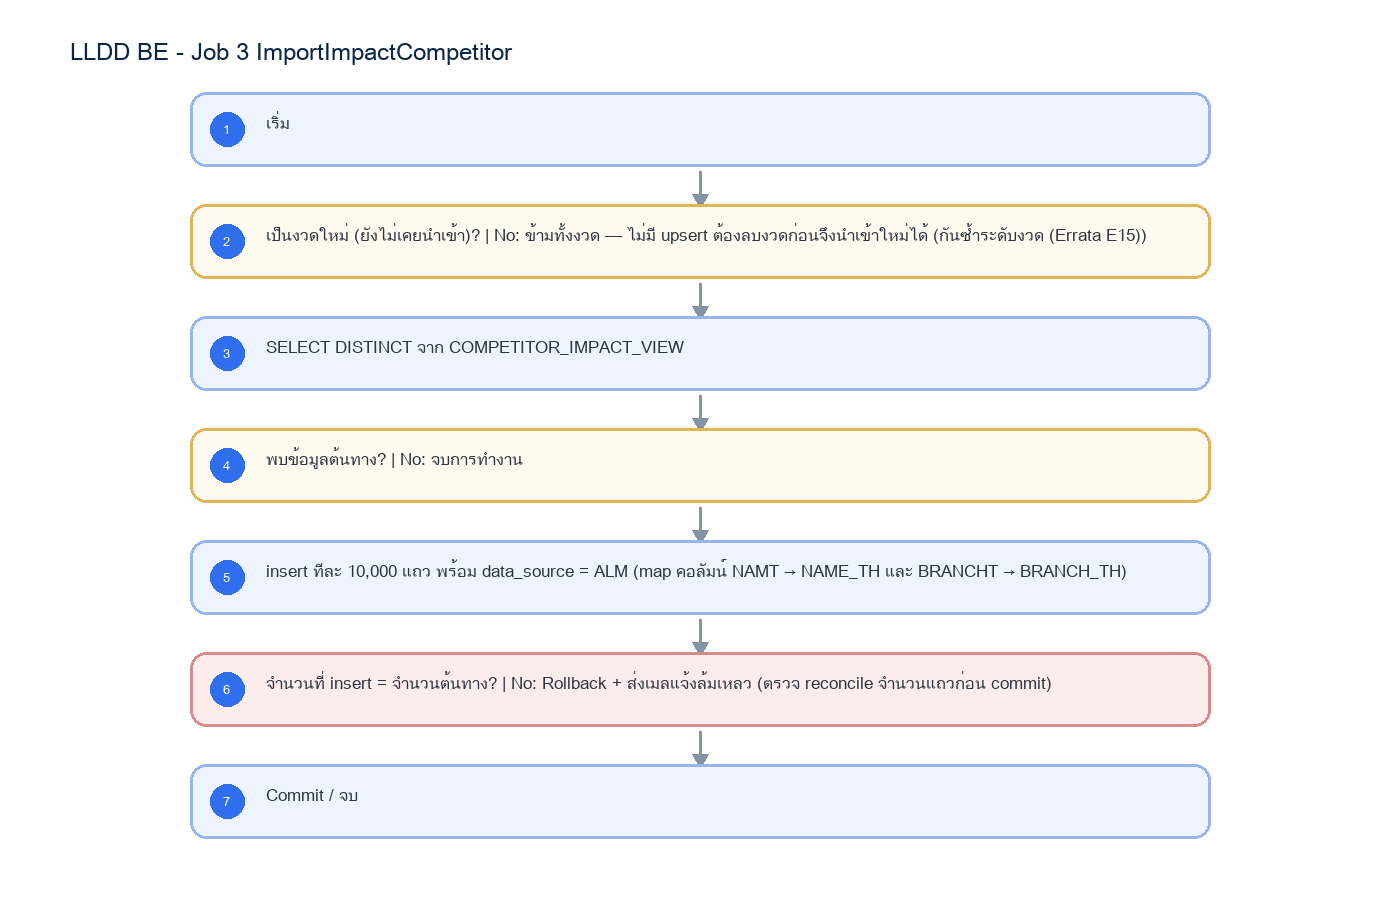 LLDD BE - Job 3 ImportImpactCompetitor
1 เริ่ม
2 เป็นงวดใหม่ (ยังไม่เคยนำเข้า)? | No: ข้ามทั้งงวด — ไม่มี upsert ต้องลบงวดก่อนจึงนำเข้าใหม่ได้ (กันซ้ำระดับงวด (Errata E15))
3 SELECT DISTINCT จาก COMPETITOR_IMPACT_VIEW
4 พบข้อมูลต้นทาง? | No: จบการทำงาน
5 insert ทีละ 10,000 แถว พร้อม data_source = ALM (map คอลัมน์ NAMT → NAME_TH และ BRANCHT → BRANCH_TH)
6 จำนวนที่ insert = จำนวนต้นทาง? | No: Rollback + ส่งเมลแจ้งล้มเหลว (ตรวจ reconcile จำนวนแถวก่อน commit)
7 Commit / จบ